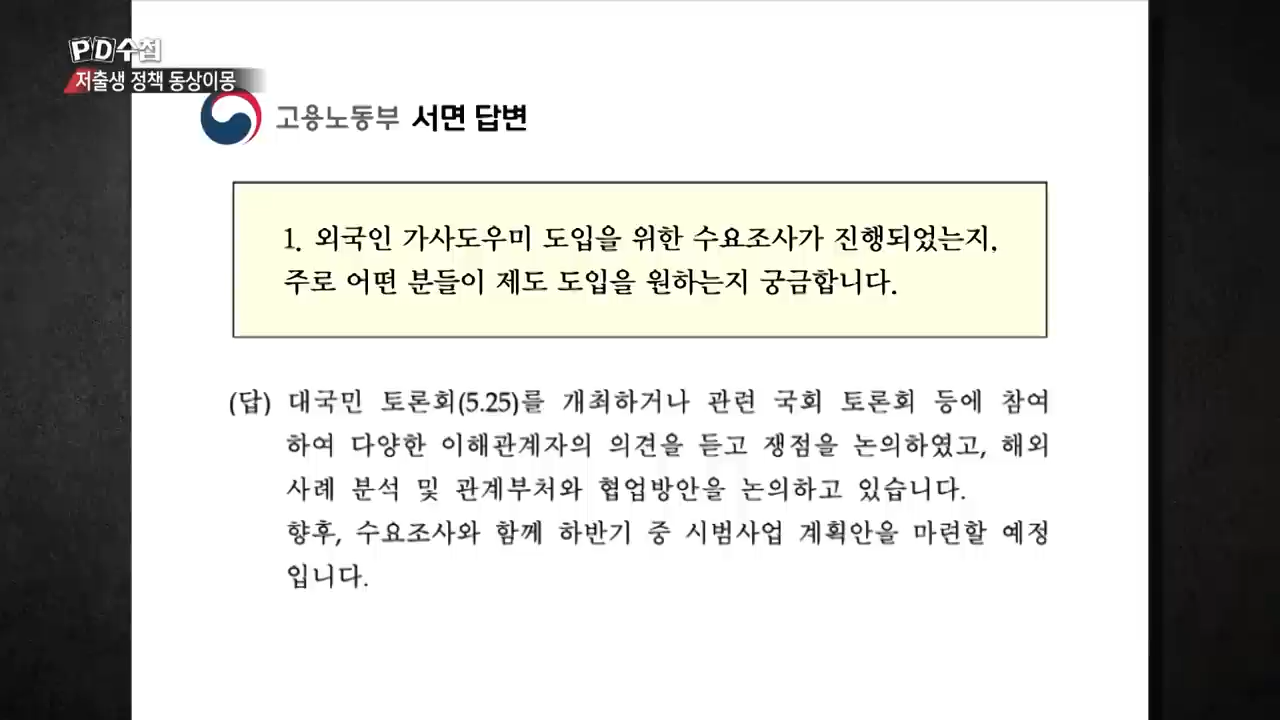 PD수첩
저출생 정책 동상이몽
고용노동부 서면 답변
1. 외국인 가사도우미 도입을 위한 수요조사가 진행되었는지,
주로 어떤 분들이 제도 도입을 원하는지 궁금합니다.
(답) 대국민 토론회(5.25)를 개최하거나 관련 국회 토론회 등에 참여
하여 다양한 이해관계자의 의견을 듣고 쟁점을 논의하였고, 해외
사례 분석 및 관계부처와 협업방안을 논의하고 있습니다.
향후, 수요조사와 함께 하반기 중 시범사업 계획안을 마련할 예정
입니다.